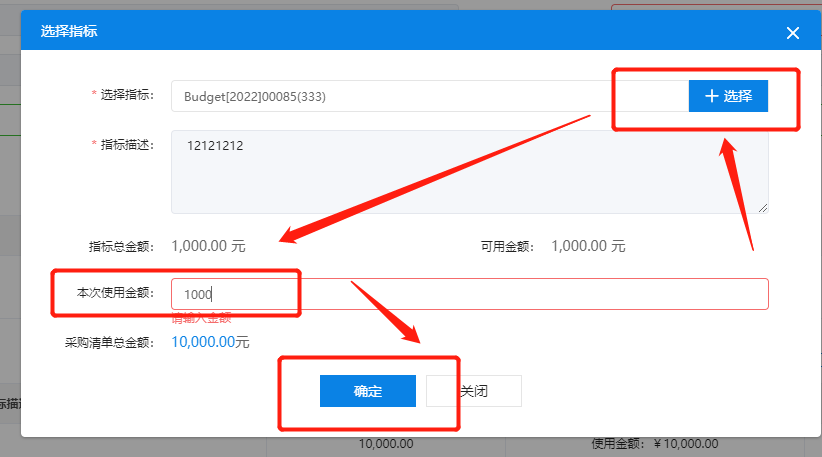 选择指标
* 选择指标： Budget[2022]00085(333) 选择
* 指标描述： 12121212
指标总金额： 1,000.00 元 可用金额： 1,000.00 元
本次使用金额： 1000
请输入金额
采购清单总金额： 10,000.00元
确定 关闭
标描述
10,000.00 使用金额：￥10,000.00